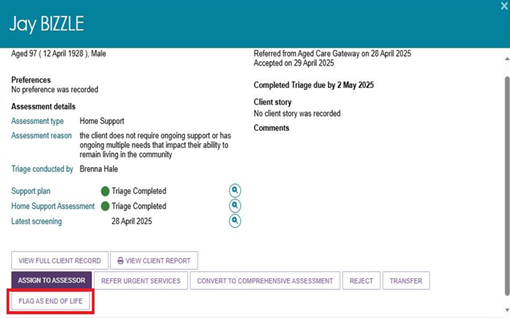 Jay BIZZLE
Aged 97 ( 12 April 1928 ), Male
Preferences
No preference was recorded
Assessment details
Assessment type Home Support
Assessment reason the client does not require ongoing support or has
ongoing multiple needs that impact their ability to
remain living in the community
Triage conducted by Brenna Hale
Support plan Triage Completed
Home Support Assessment Triage Completed
Latest screening 28 April 2025
Referred from Aged Care Gateway on 28 April 2025
Accepted on 29 April 2025
Completed Triage due by 2 May 2025
Client story
No client story was recorded
Comments
VIEW FULL CLIENT RECORD VIEW CLIENT REPORT
ASSIGN TO ASSESSOR REFER URGENT SERVICES CONVERT TO COMPREHENSIVE ASSESSMENT REJECT TRANSFER
FLAG AS END OF LIFE